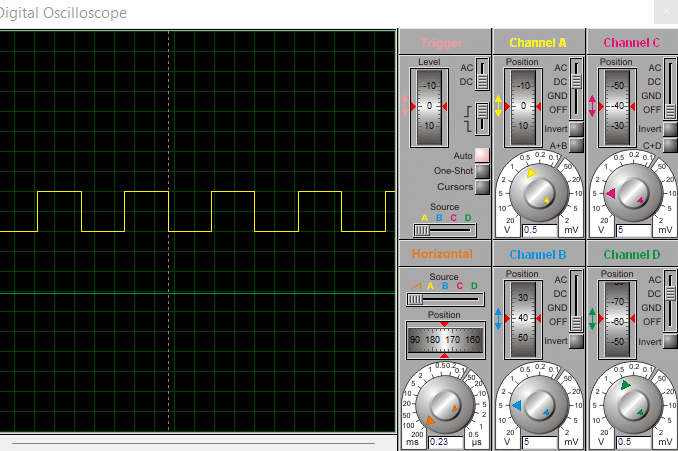 Digital Oscilloscope
Trigger
Level
AC
DC
-10
0
10
Auto
One-Shot
Cursors
Source
A B C D
Channel A
Position
AC
DC
GND
OFF
-10
0
10
Invert
A+B
0.5 0.2 0.1
1 50
2 20
5 10
10 5
20 2
V 0.5 mV
Channel C
Position
AC
DC
GND
OFF
-50
-40
-30
Invert
C+D
0.5 0.2 0.1
1 50
2 20
5 10
10 5
20 2
V 5 mV
Horizontal
Source
A B C D
Position
90 180 170 160
1 0.50 0.2
2 0.1
5 50
10 20
20 10
50 5
100 2
200 1
0.5
ms 0.23 µs
Channel B
Position
AC
DC
GND
OFF
30
40
50
Invert
0.5 0.2 0.1
1 50
2 20
5 10
10 5
20 2
V 5 mV
Channel D
Position
AC
DC
GND
OFF
-80
-70
-60
-50
Invert
0.5 0.2 0.1
1 50
2 20
5 10
10 5
20 2
V 0.5 mV